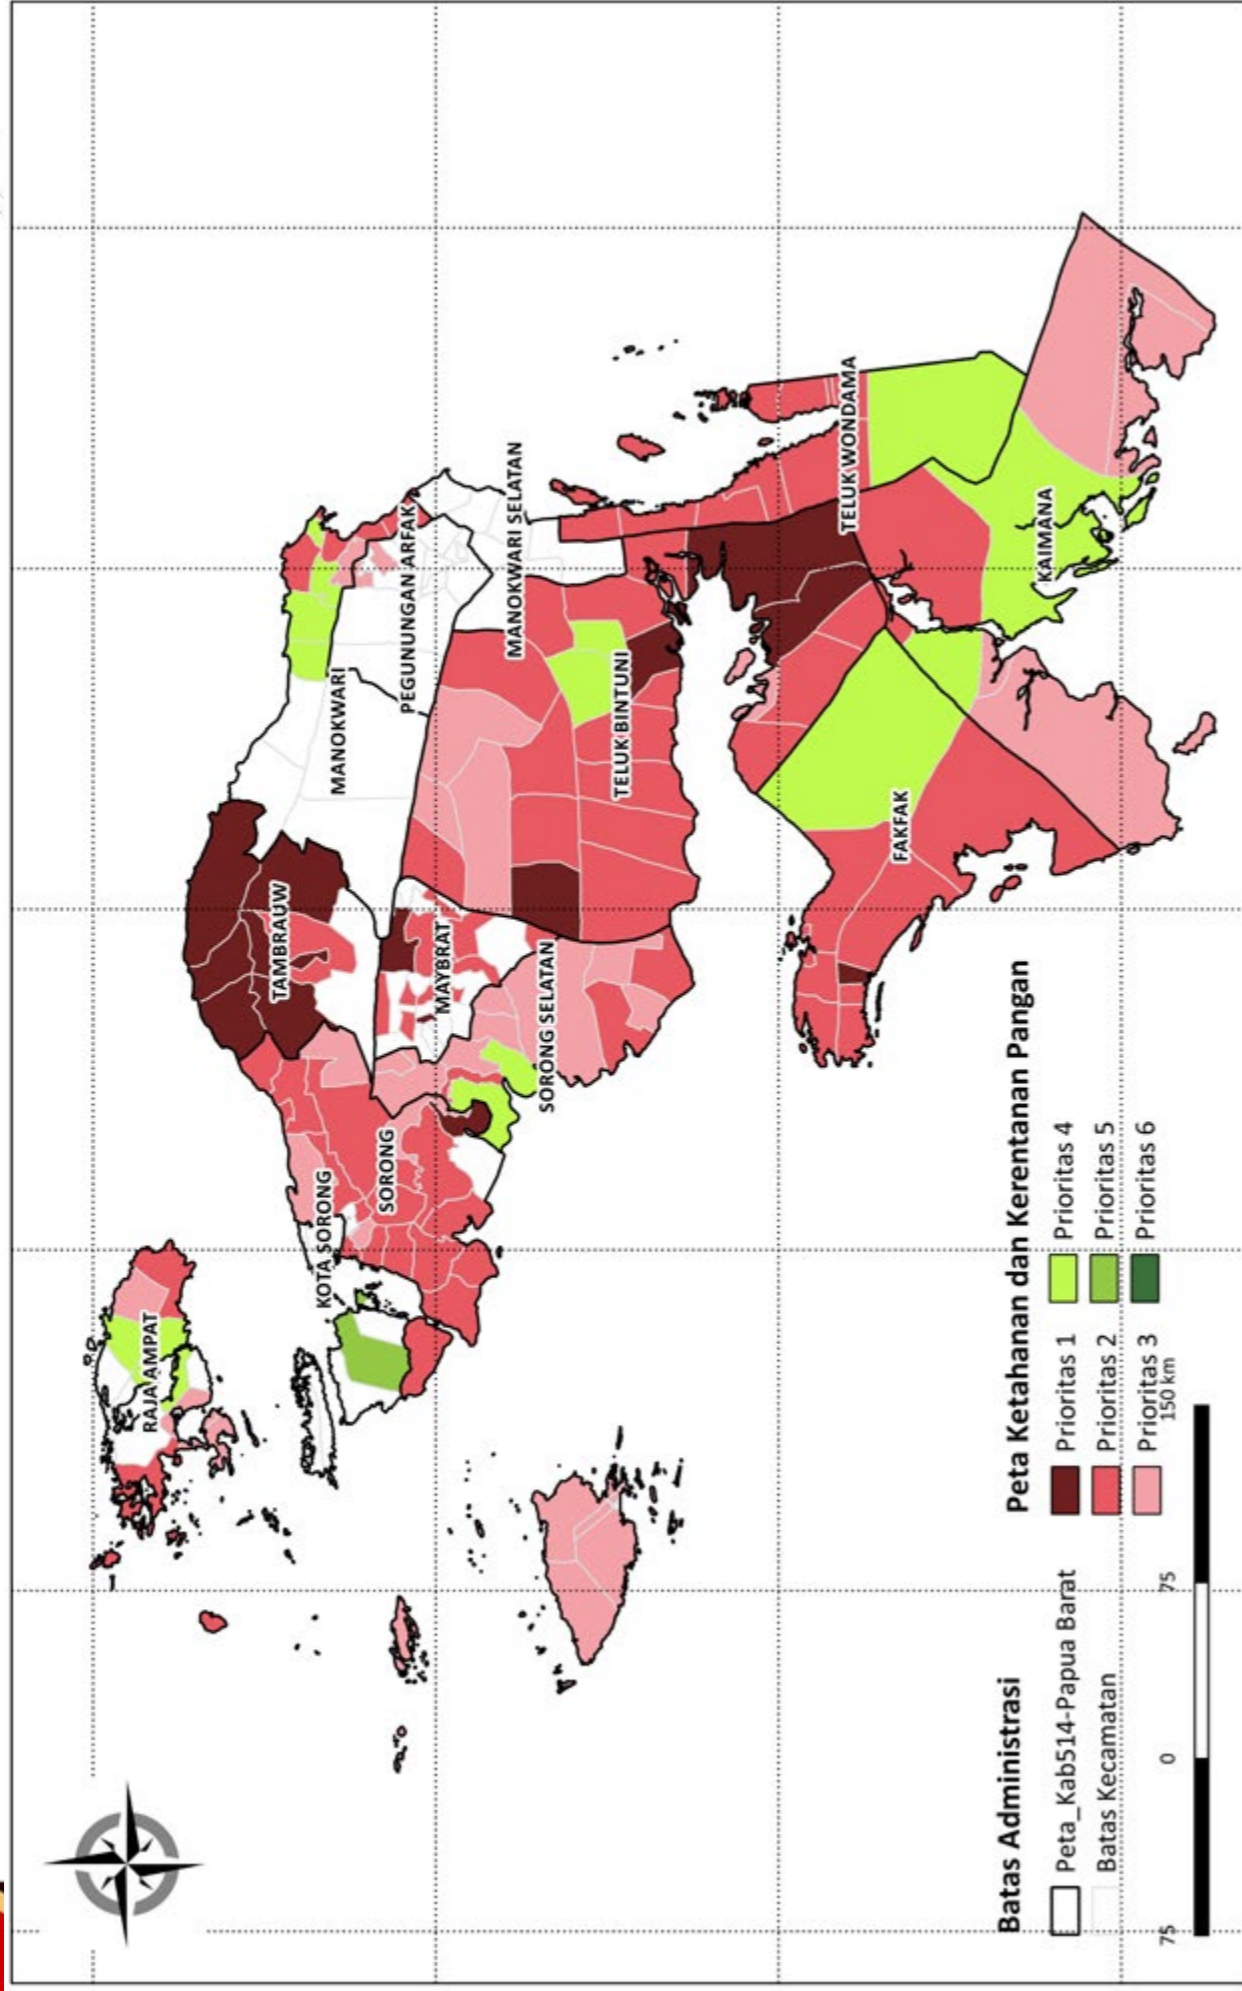 RAJA AMPAT
KOTA SORONG
SORONG
TAMBRAUW
MAYBRAT
SORONG SELATAN
MANOKWARI
PEGUNUNGAN ARFAK
MANOKWARI SELATAN
TELUK BINTUNI
TELUK WONDAMA
FAKFAK
KAIMANA
Batas Administrasi
Peta_Kab514-Papua Barat
Batas Kecamatan
Peta Ketahanan dan Kerentanan Pangan
Prioritas 1
Prioritas 2
Prioritas 3
Prioritas 4
Prioritas 5
Prioritas 6
75 0 75 150 km